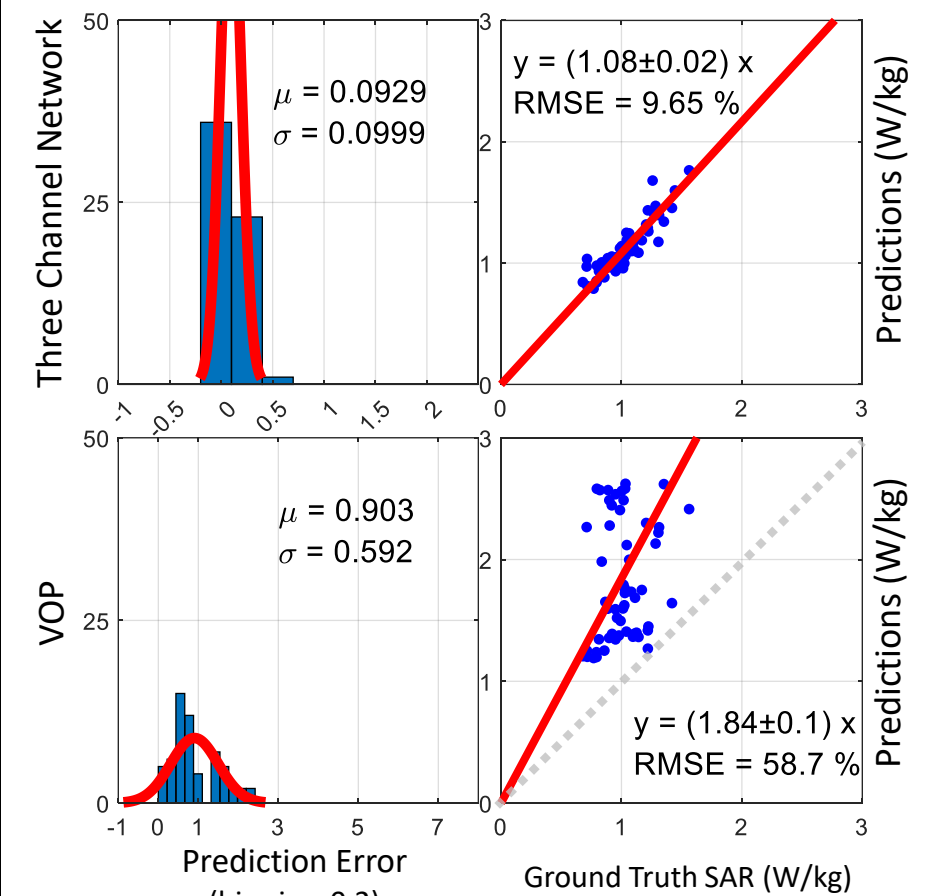 Three Channel Network
50
25
0
μ = 0.0929
σ = 0.0999
-1
-0.5
0
0.5
1
1.5
2
3
2
1
0
y = (1.08±0.02) x
RMSE = 9.65 %
0
1
2
3
Predictions (W/kg)
VOP
50
25
0
μ = 0.903
σ = 0.592
-1
0
1
3
5
7
Prediction Error
3
2
1
0
y = (1.84±0.1) x
RMSE = 58.7 %
0
1
2
3
Ground Truth SAR (W/kg)
Predictions (W/kg)